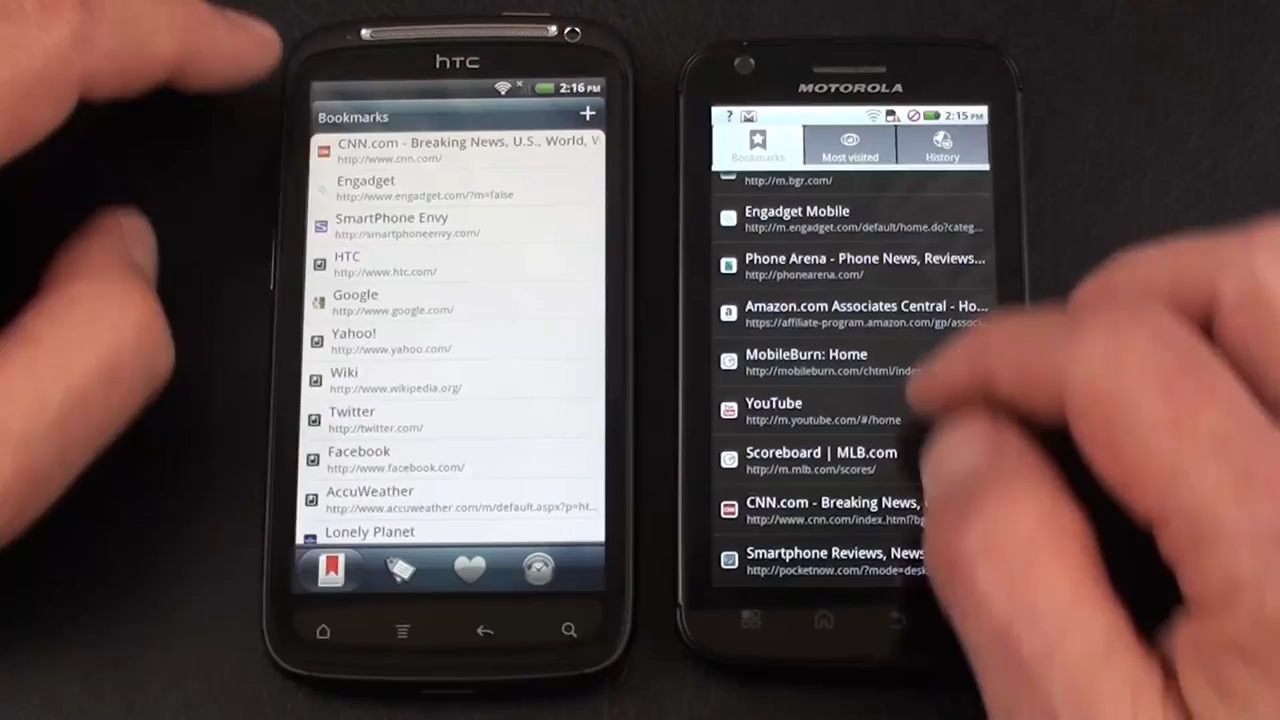 hTC
2:16 PM
Bookmarks
CNN.com - Breaking News, U.S., World, W
http://www.cnn.com/
Engadget
http://www.engadget.com/?m=false
SmartPhone Envy
http://smartphoneenvy.com/
HTC
http://www.htc.com/
Google
http://www.google.com/
Yahoo!
http://www.yahoo.com/
Wiki
http://www.wikipedia.org/
Twitter
http://twitter.com/
Facebook
http://www.facebook.com/
AccuWeather
http://www.accuweather.com/m/default.aspx?p=ht...
Lonely Planet
MOTOROLA
? 2:15 PM
Bookmarks Most visited History
http://m.bgr.com/
Engadget Mobile
http://m.engadget.com/default/home.do?categ...
Phone Arena - Phone News, Reviews...
http://phonearena.com/
Amazon.com Associates Central - Ho...
https://affiliate-program.amazon.com/gp/assoc
MobileBurn: Home
http://mobileburn.com/chtml/index
YouTube
http://m.youtube.com/#/home
Scoreboard | MLB.com
http://m.mlb.com/scores/
CNN.com - Breaking News,
http://www.cnn.com/index.html?bg
Smartphone Reviews, News
http://pocketnow.com/?mode=desk